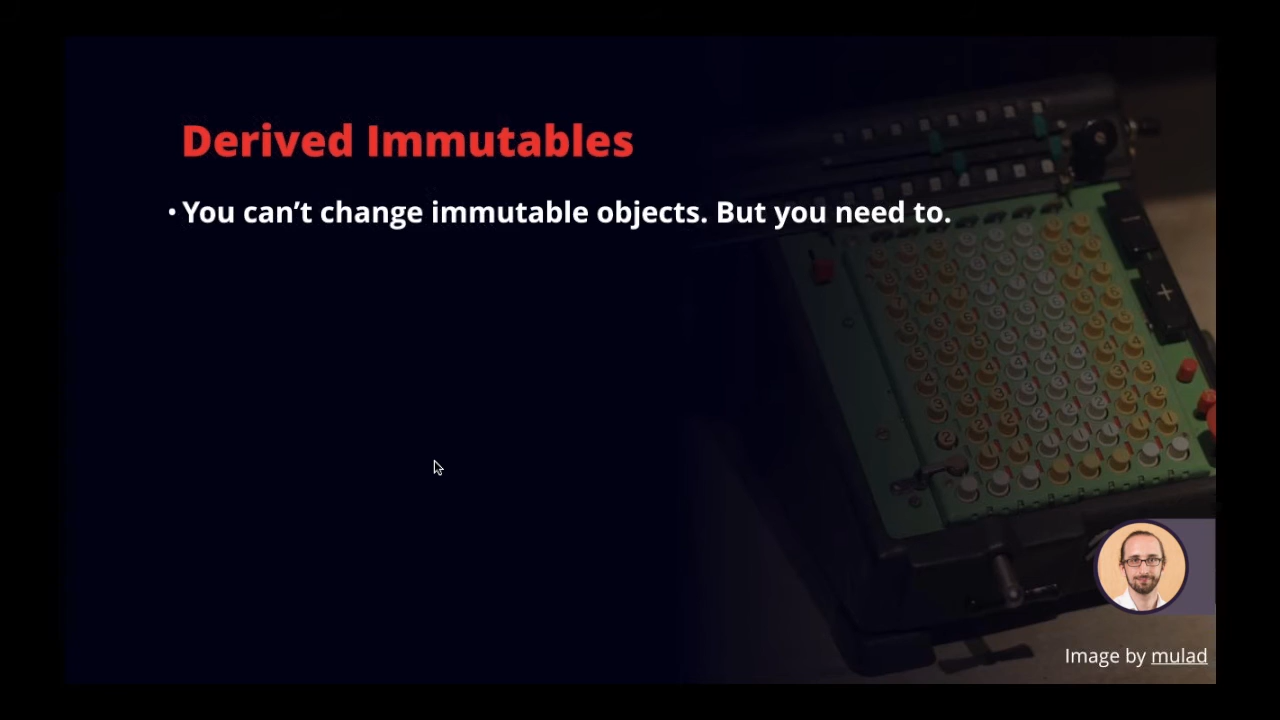 Derived Immutables
• You can’t change immutable objects. But you need to.
Image by mulad